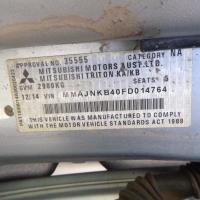 APPROVAL NO. 35555 CATEGORY NA
MITSUBISHI MOTORS AUST. LTD.
MITSUBISHI TRITON KA/KB
GVM 2900KG SEATS 5
12/14 VIN MMAJNKB40FD014764
THIS VEHICLE WAS MANUFACTURED TO COMPLY
WITH THE MOTOR VEHICLE STANDARDS ACT 1989